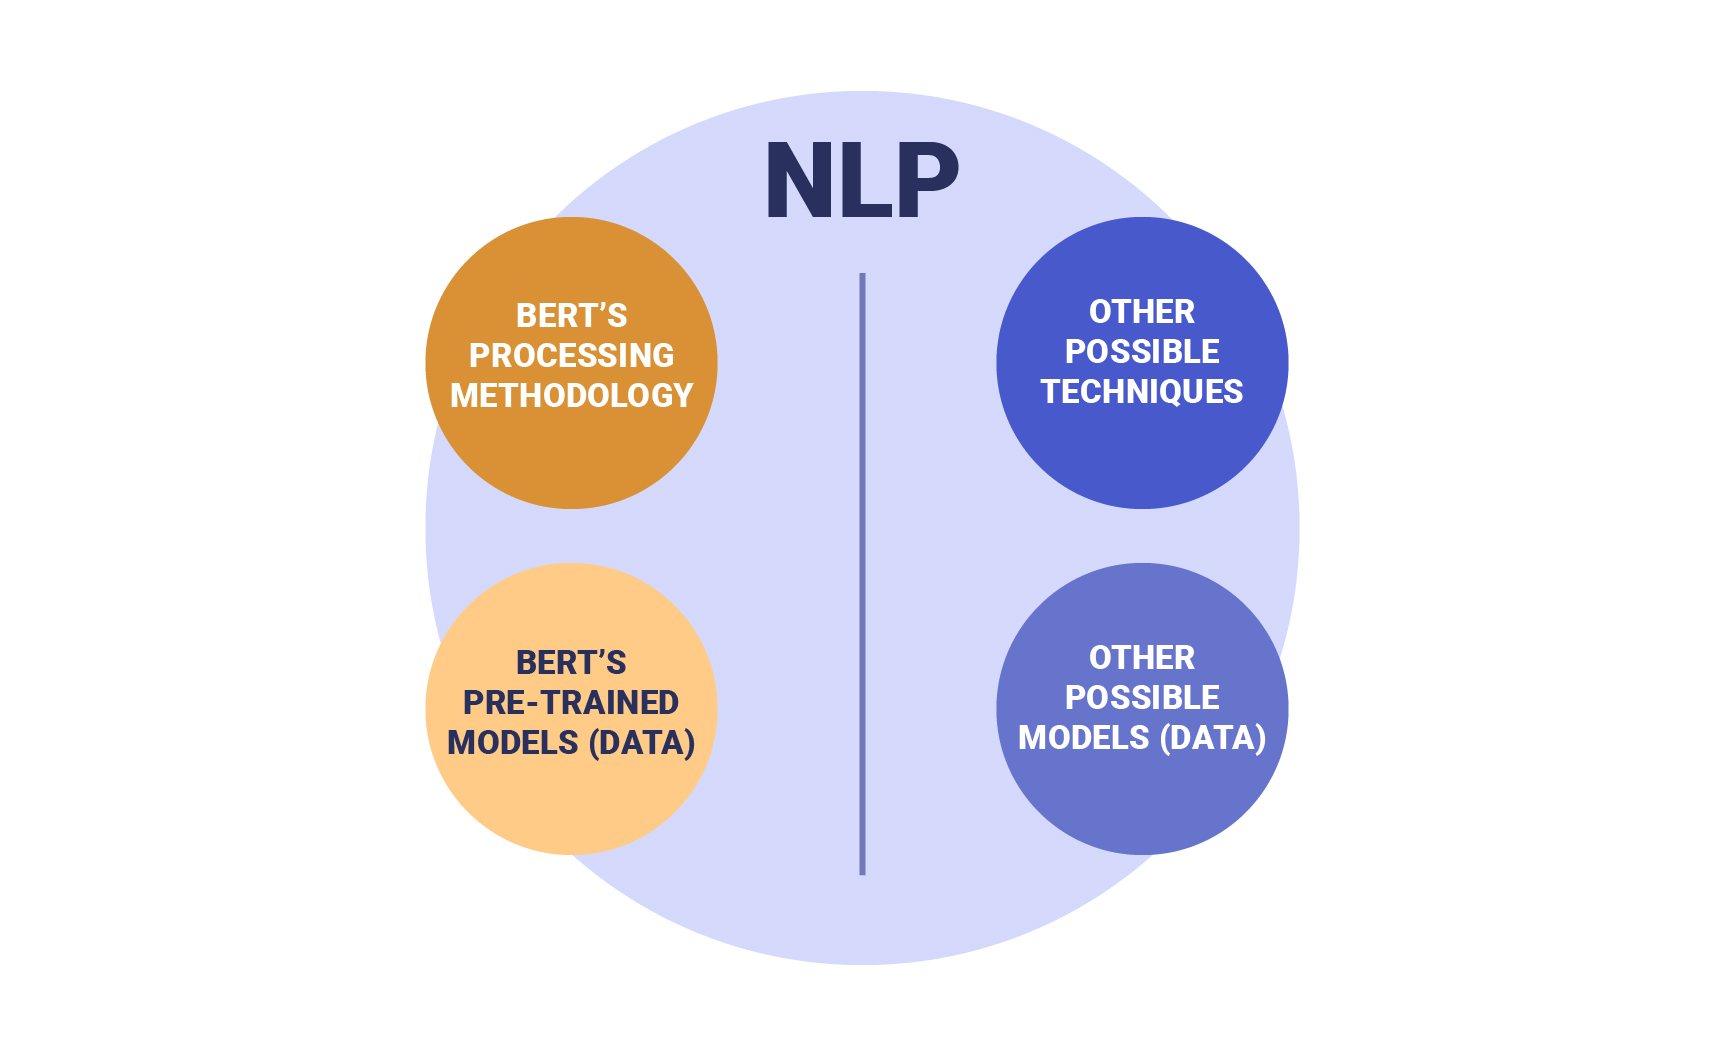 NLP
BERT’S
PROCESSING
METHODOLOGY
OTHER
POSSIBLE
TECHNIQUES
BERT’S
PRE-TRAINED
MODELS (DATA)
OTHER
POSSIBLE
MODELS (DATA)